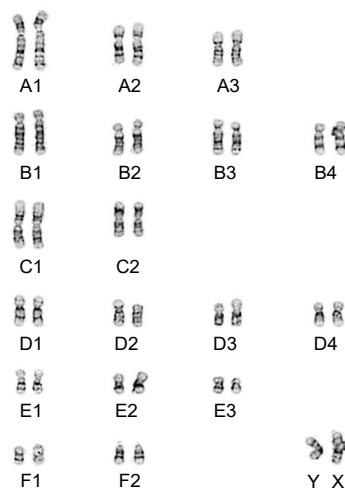 A1 A2 A3
B1 B2 B3 B4
C1 C2
D1 D2 D3 D4
E1 E2 E3
F1 F2 Y X